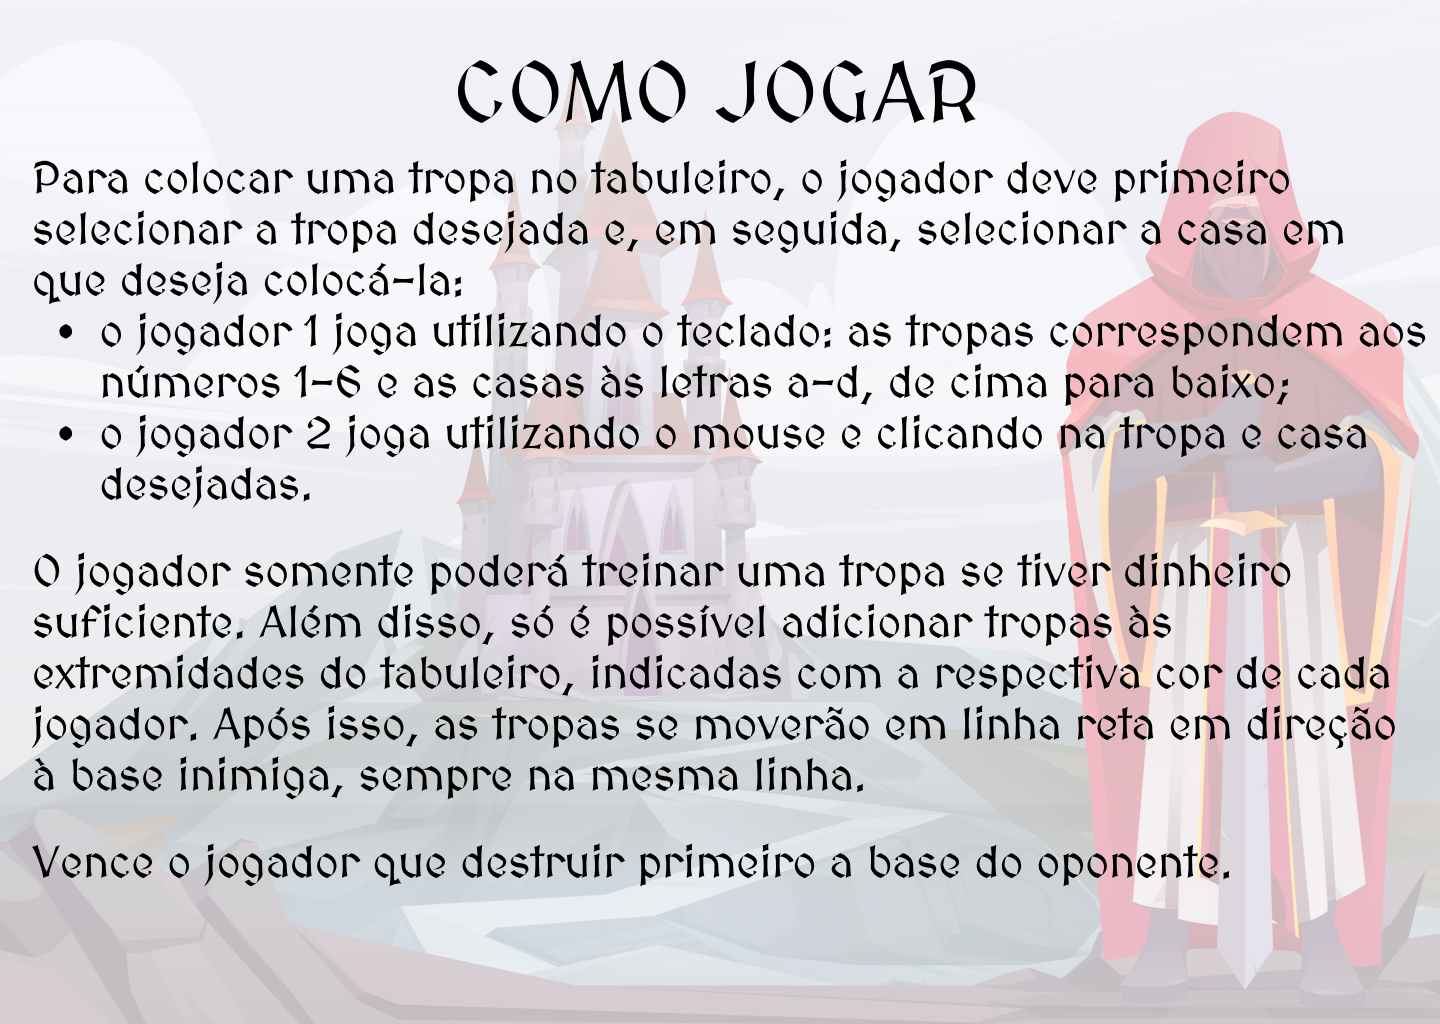 COMO JOGAR
Para colocar uma tropa no tabuleiro, o jogador deve primeiro
selecionar a tropa desejada e, em seguida, selecionar a casa em
que deseja colocá-la:
• o jogador 1 joga utilizando o teclado: as tropas correspondem aos
números 1-6 e as casas às letras a-d, de cima para baixo;
• o jogador 2 joga utilizando o mouse e clicando na tropa e casa
desejadas.
O jogador somente poderá treinar uma tropa se tiver dinheiro
suficiente. Além disso, só é possível adicionar tropas às
extremidades do tabuleiro, indicadas com a respectiva cor de cada
jogador. Após isso, as tropas se moverão em linha reta em direção
à base inimiga, sempre na mesma linha.
Vence o jogador que destruir primeiro a base do oponente.